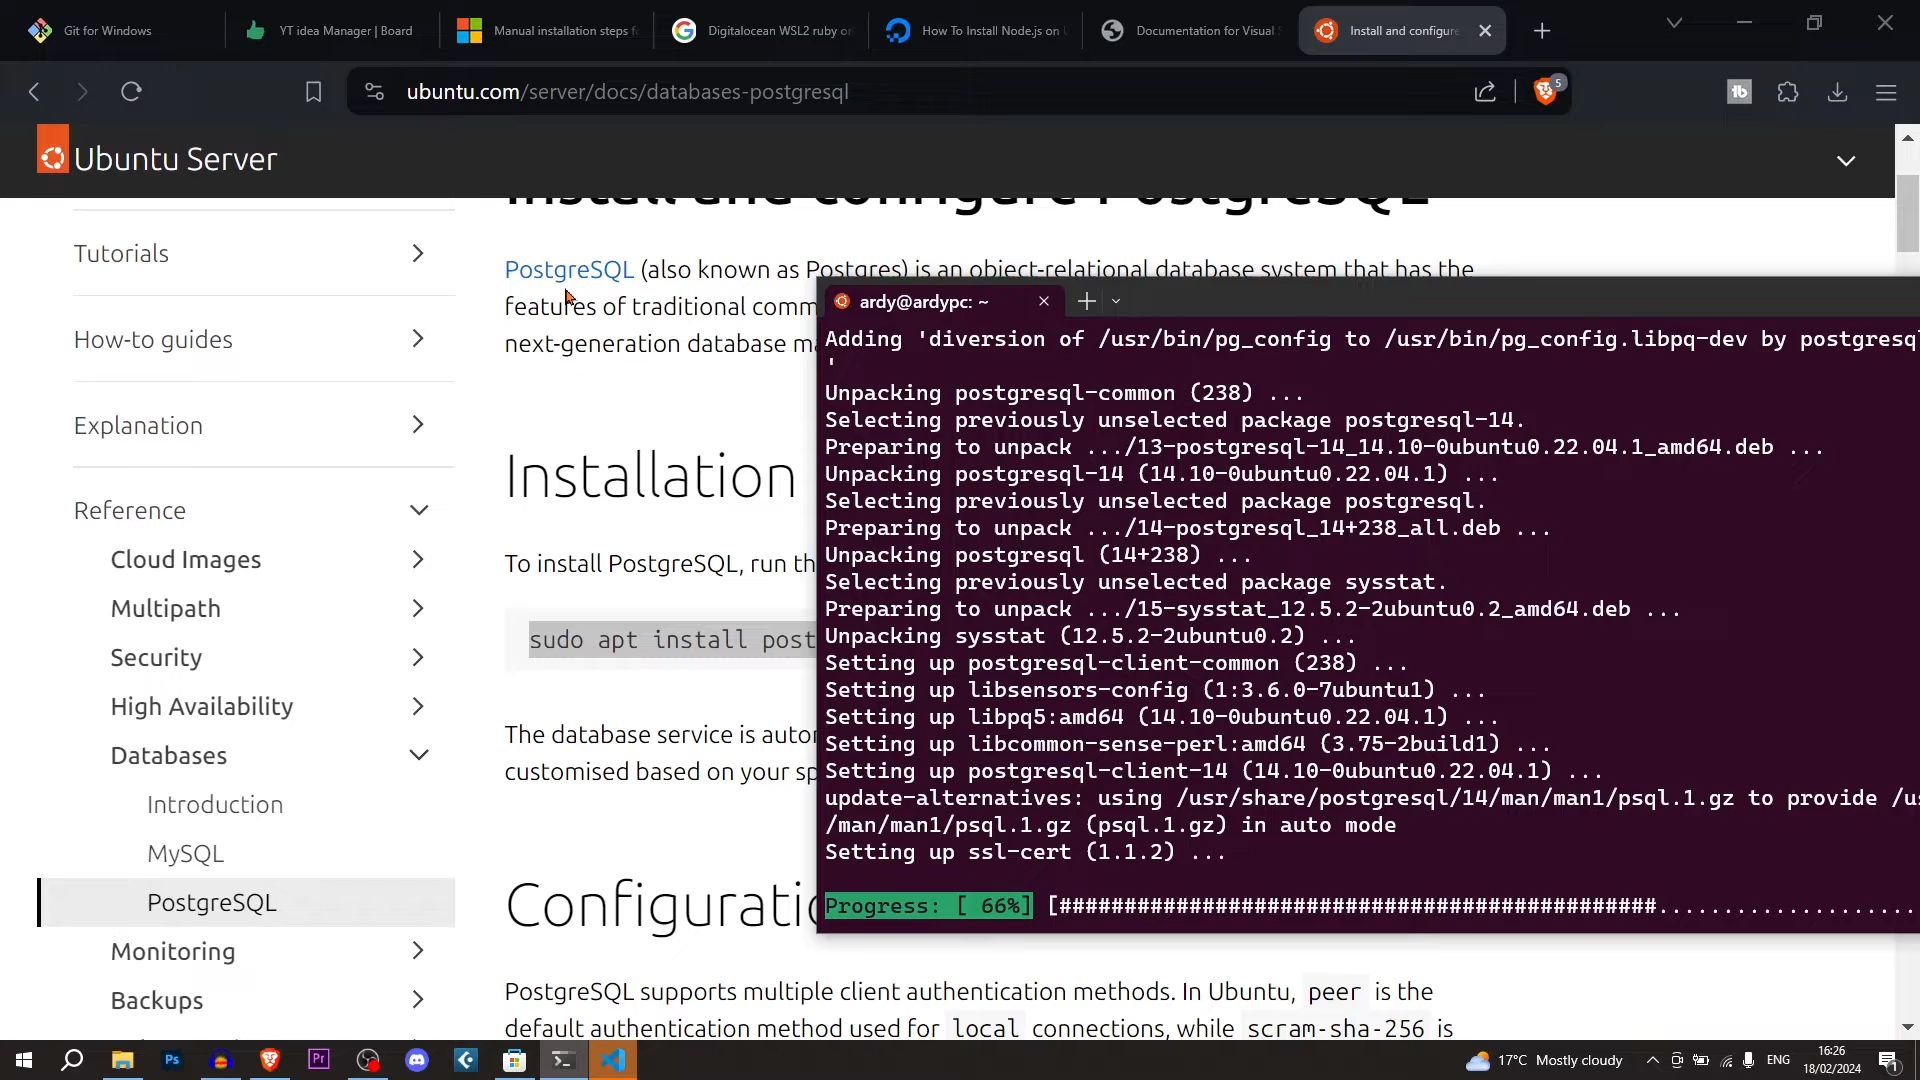 Git for Windows
YT idea Manager | Board
Manual installation steps f
Digitalocean WSL2 ruby or
How To Install Node.js on
Documentation for Visual S
Install and configure
ubuntu.com/server/docs/databases-postgresql
5
Ubuntu Server
Install and configure PostgreSQL
Tutorials
How-to guides
Explanation
Reference
Cloud Images
Multipath
Security
High Availability
Databases
Introduction
MySQL
PostgreSQL
Monitoring
Backups
PostgreSQL (also known as Postgres) is an object-relational database system that has the
features of traditional comm
next-generation database ma
Installation
To install PostgreSQL, run th
sudo apt install post
The database service is autom
customised based on your sp
Configuratio
PostgreSQL supports multiple client authentication methods. In Ubuntu, peer is the
default authentication method used for local connections, while scram-sha-256 is
ardy@ardypc: ~
Adding 'diversion of /usr/bin/pg_config to /usr/bin/pg_config.libpq-dev by postgresq
'
Unpacking postgresql-common (238) ...
Selecting previously unselected package postgresql-14.
Preparing to unpack .../13-postgresql-14_14.10-0ubuntu0.22.04.1_amd64.deb ...
Unpacking postgresql-14 (14.10-0ubuntu0.22.04.1) ...
Selecting previously unselected package postgresql.
Preparing to unpack .../14-postgresql_14+238_all.deb ...
Unpacking postgresql (14+238) ...
Selecting previously unselected package sysstat.
Preparing to unpack .../15-sysstat_12.5.2-2ubuntu0.2_amd64.deb ...
Unpacking sysstat (12.5.2-2ubuntu0.2) ...
Setting up postgresql-client-common (238) ...
Setting up libsensors-config (1:3.6.0-7ubuntu1) ...
Setting up libpq5:amd64 (14.10-0ubuntu0.22.04.1) ...
Setting up libcommon-sense-perl:amd64 (3.75-2build1) ...
Setting up postgresql-client-14 (14.10-0ubuntu0.22.04.1) ...
update-alternatives: using /usr/share/postgresql/14/man/man1/psql.1.gz to provide /us
/man/man1/psql.1.gz (psql.1.gz) in auto mode
Setting up ssl-cert (1.1.2) ...
Progress: [ 66%] [##############################################....................
17°C Mostly cloudy
ENG
16:26
18/02/2024
1